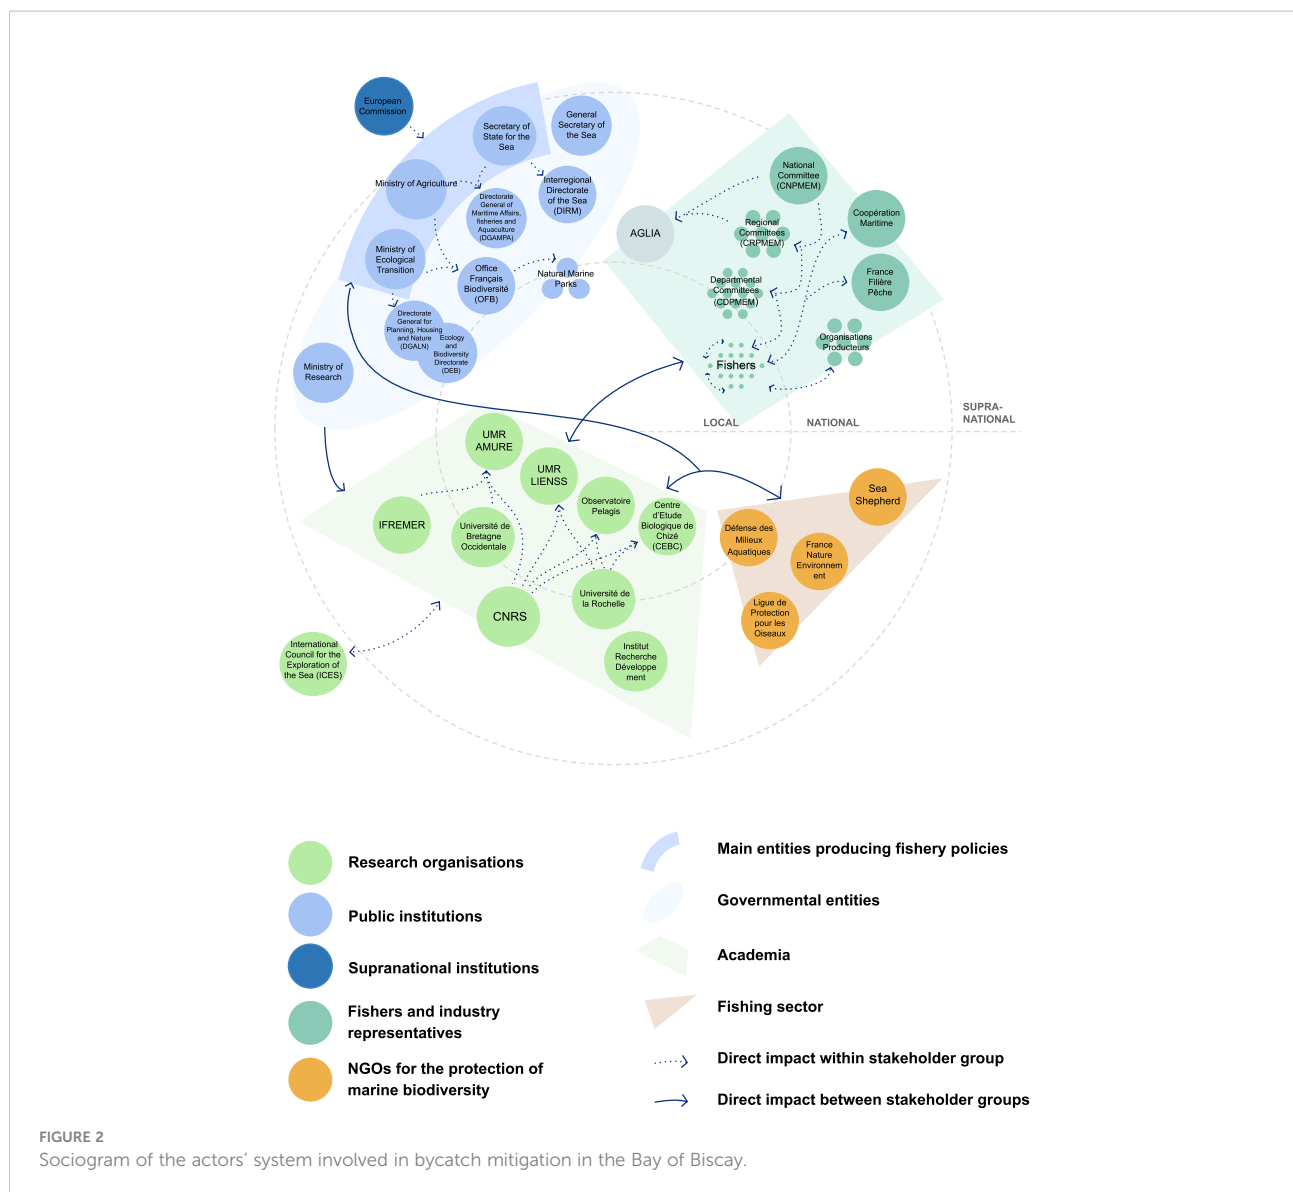 European
Commission
Secretary of
State for the
Sea
General
Secretary of
the Sea
Ministry of Agriculture
Interregional
Directorate
of the Sea
(DIRM)
Directorate
General of
Maritime Affairs,
fisheries and
Aquaculture
(DGAMPA)
Ministry of
Ecological
Transition
Office
Français
Biodiversité
(OFB)
Natural Marine
Parks
Directorate
General for
Planning, Housing
and Nature
(DGALN)
Ecology
and
Biodiversity
Directorate
(DEB)
Ministry of
Research
National
Committee
(CNPMEM)
AGLIA
Regional
Committees
(CRPMEM)
Coopération
Maritime
Departmental
Committees
(CDPMEM)
France
Filière
Pêche
Organisations
Producteurs
Fishers
LOCAL
NATIONAL
SUPRA-
NATIONAL
UMR
AMURE
UMR
LIENSS
Observatoire
Pelagis
Centre
d'Etude
Biologique de
Chizé
(CEBC)
IFREMER
Université de
Bretagne
Occidentale
CNRS
Université de
la Rochelle
Institut
Recherche
Développe
ment
International
Council for the
Exploration of
the Sea (ICES)
Sea
Shepherd
Défense des
Milieux
Aquatiques
France
Nature
Environnem
ent
Ligue de
Protection
pour les
Oiseaux
Research organisations
Public institutions
Supranational institutions
Fishers and industry
representatives
NGOs for the protection of
marine biodiversity
Main entities producing fishery policies
Governmental entities
Academia
Fishing sector
Direct impact within stakeholder group
Direct impact between stakeholder groups
FIGURE 2
Sociogram of the actors' system involved in bycatch mitigation in the Bay of Biscay.